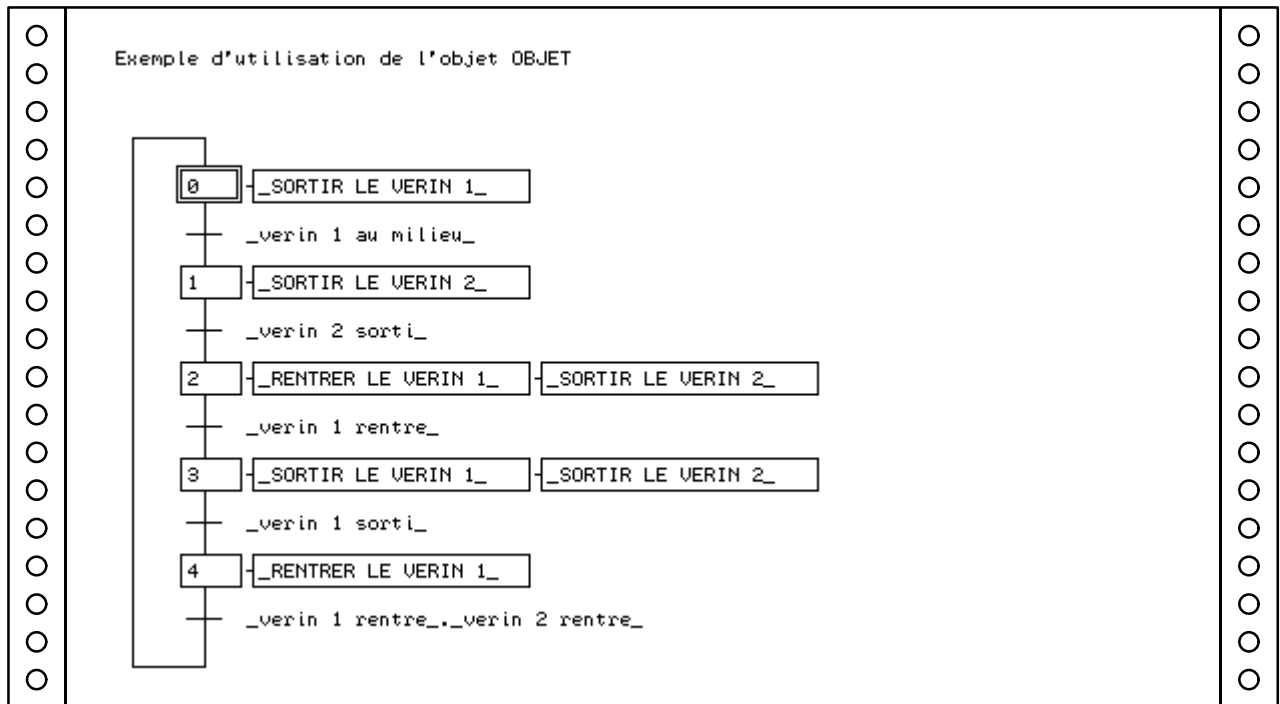 Exemple d'utilisation de l'objet OBJET
0 _SORTIR LE VERIN 1_
_verin 1 au milieu_
1 _SORTIR LE VERIN 2_
_verin 2 sorti_
2 _RENTRER LE VERIN 1_ _SORTIR LE VERIN 2_
_verin 1 rentre_
3 _SORTIR LE VERIN 1_ _SORTIR LE VERIN 2_
_verin 1 sorti_
4 _RENTRER LE VERIN 1_
_verin 1 rentre_._verin 2 rentre_